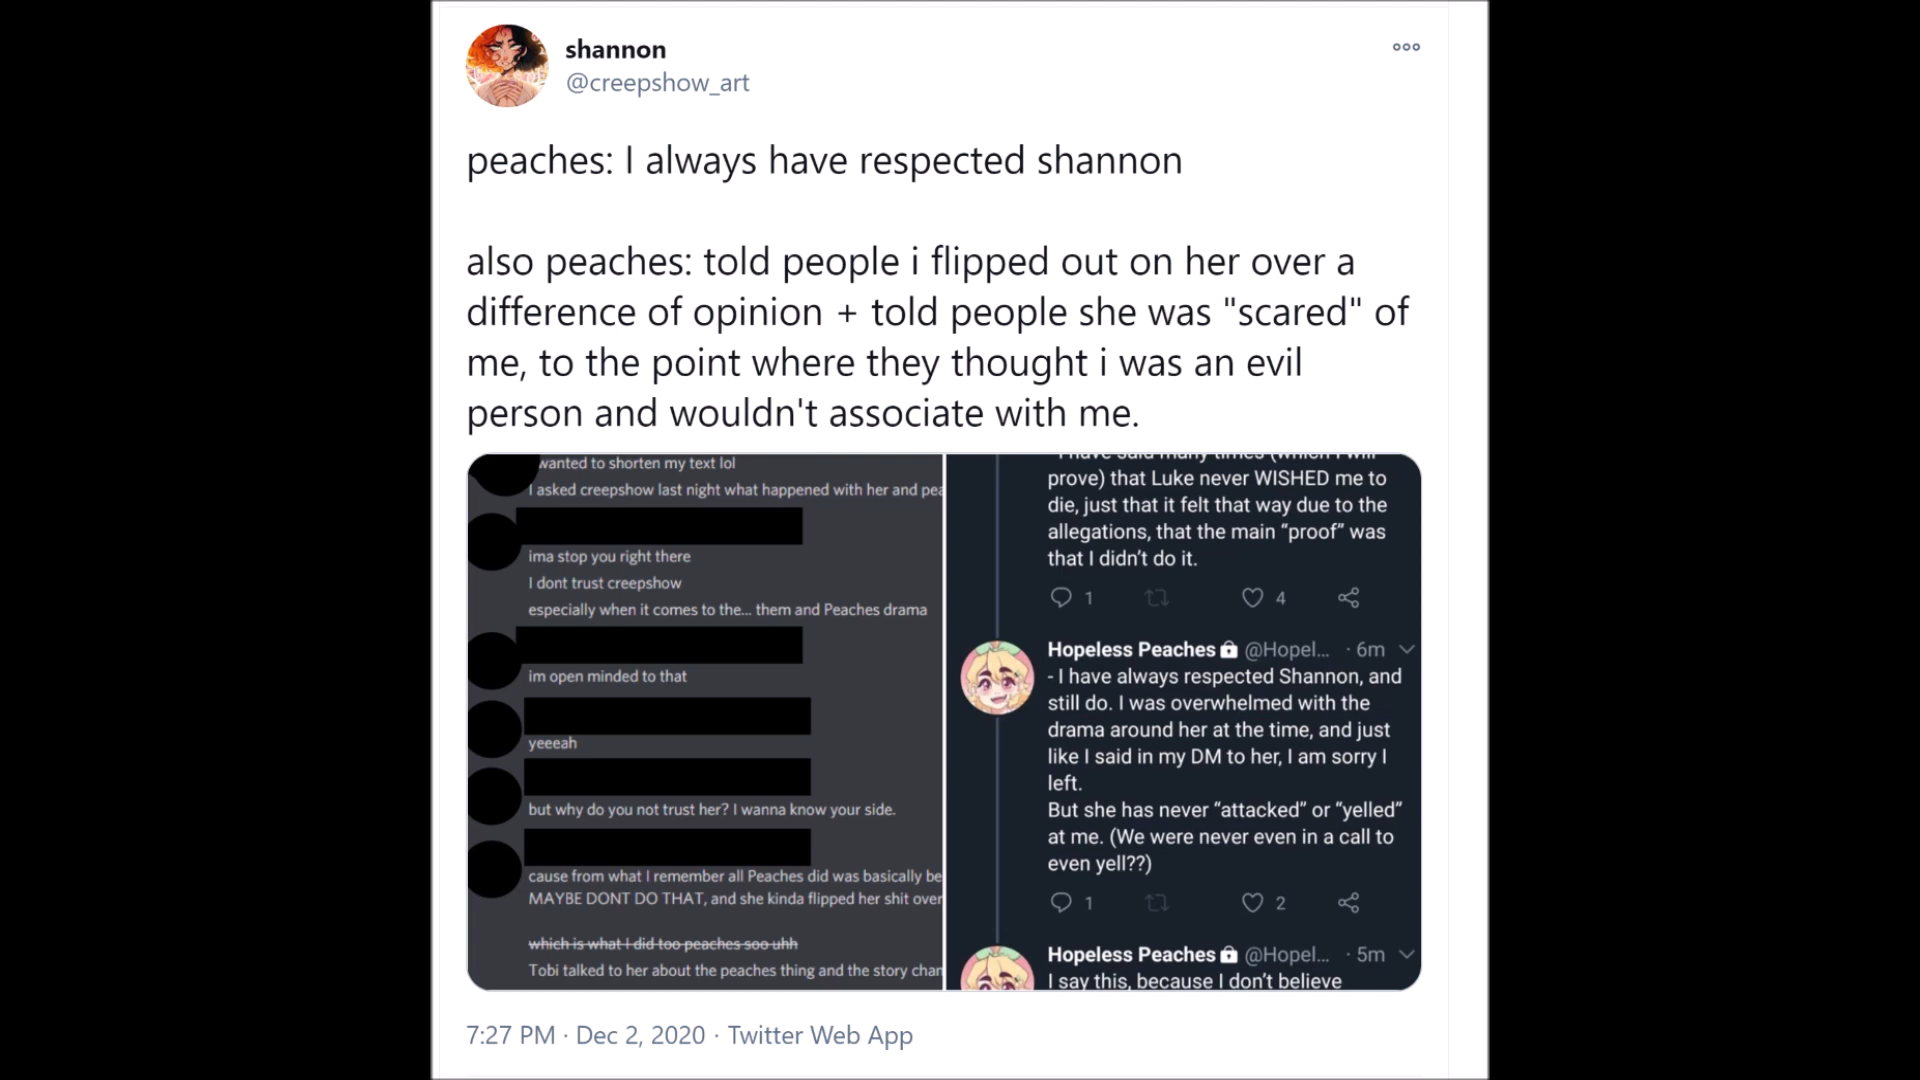 shannon
@creepshow_art
peaches: I always have respected shannon
also peaches: told people i flipped out on her over a
difference of opinion + told people she was "scared" of
me, to the point where they thought i was an evil
person and wouldn't associate with me.
wanted to shorten my text lol
I asked creepshow last night what happened with her and pea
ima stop you right there
I dont trust creepshow
especially when it comes to the... them and Peaches drama
im open minded to that
yeeeah
but why do you not trust her? I wanna know your side.
cause from what I remember all Peaches did was basically be
MAYBE DONT DO THAT, and she kinda flipped her shit over
which is what I did too peaches soo uhh
Tobi talked to her about the peaches thing and the story chan
I have said many times (which I will
prove) that Luke never WISHED me to
die, just that it felt that way due to the
allegations, that the main “proof” was
that I didn’t do it.
1 4
Hopeless Peaches @Hopel... · 6m
- I have always respected Shannon, and
still do. I was overwhelmed with the
drama around her at the time, and just
like I said in my DM to her, I am sorry I
left.
But she has never “attacked” or “yelled”
at me. (We were never even in a call to
even yell??)
1 2
Hopeless Peaches @Hopel... · 5m
I say this, because I don’t believe
7:27 PM · Dec 2, 2020 · Twitter Web App